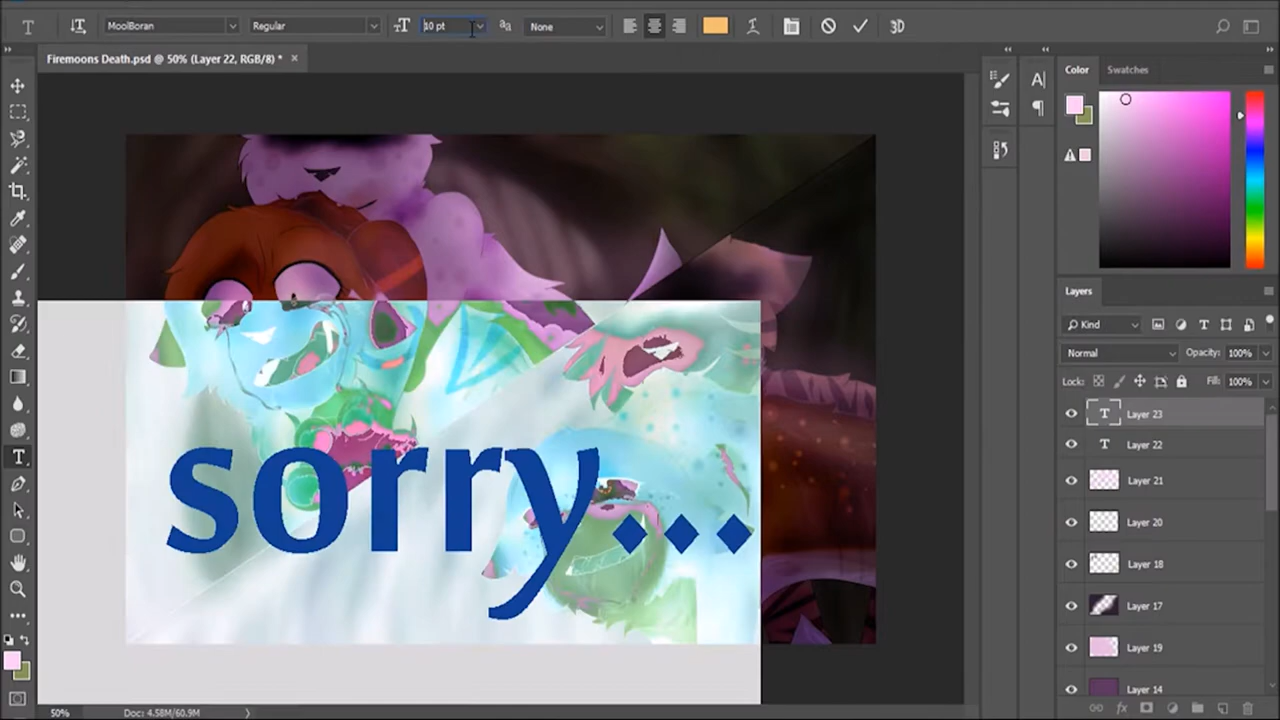 MoolBoran Regular 10 pt aa None 3D
Firemoons Death.psd @ 50% (Layer 22, RGB/8) * ×
Color Swatches
Layers
Kind
Normal Opacity: 100%
Lock: Fill: 100%
T Layer 23
T Layer 22
Layer 21
Layer 20
Layer 18
Layer 17
Layer 19
Layer 14
sorry...
50% Doc: 4.58M/60.9M